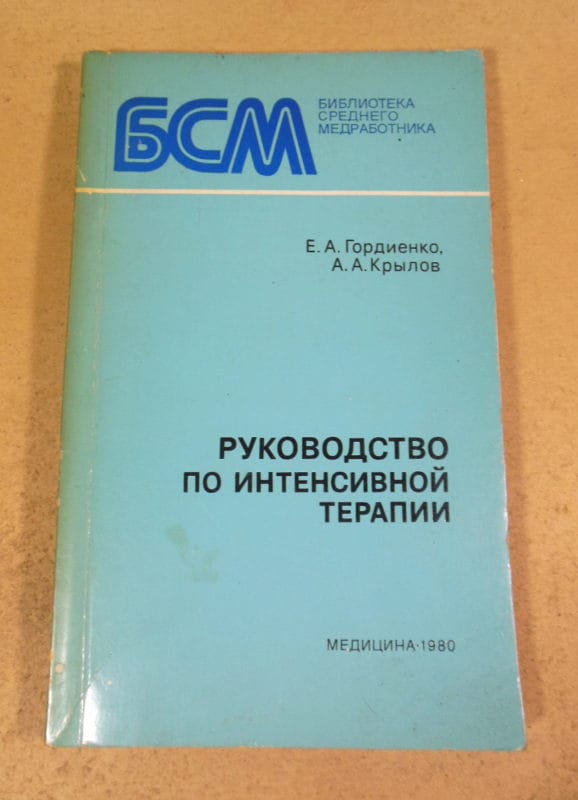 БСМ
БИБЛИОТЕКА
СРЕДНЕГО
МЕДРАБОТНИКА
Е. А. Гордиенко,
А. А. Крылов
РУКОВОДСТВО
ПО ИНТЕНСИВНОЙ
ТЕРАПИИ
МЕДИЦИНА·1980